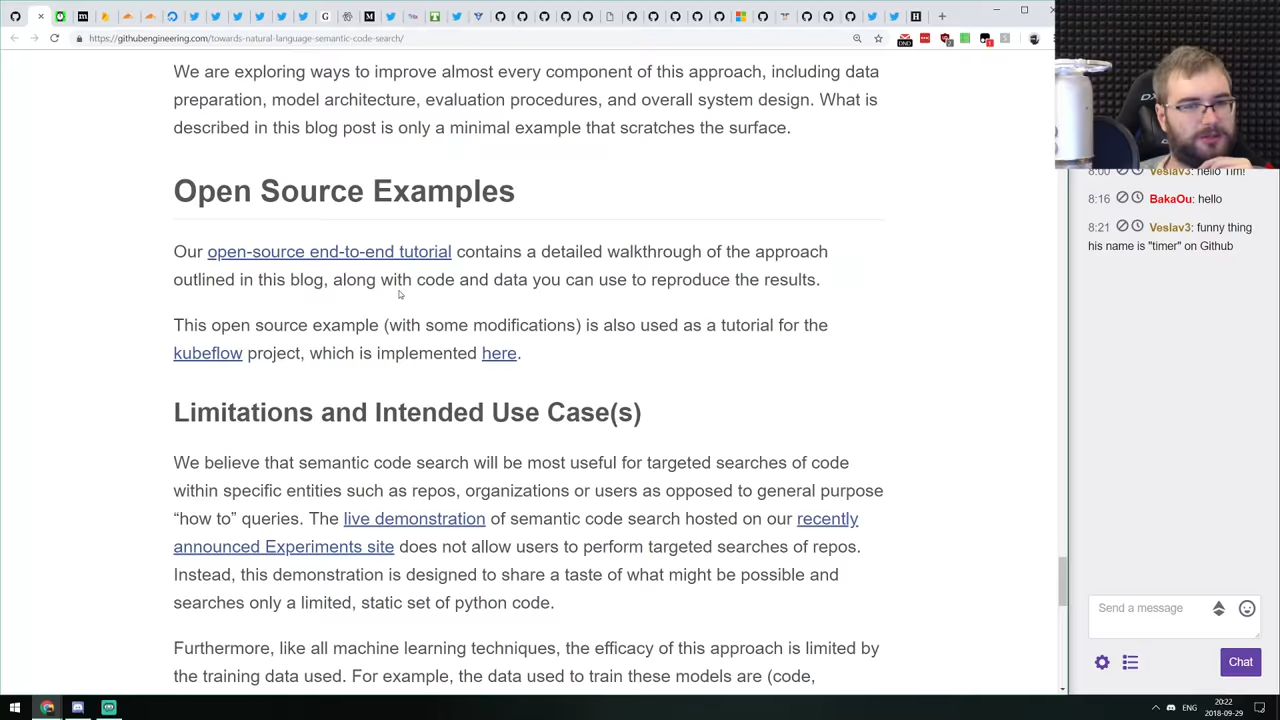 https://githubengineering.com/towards-natural-language-semantic-code-search/
We are exploring ways to improve almost every component of this approach, including data
preparation, model architecture, evaluation procedures, and overall system design. What is
described in this blog post is only a minimal example that scratches the surface.
Open Source Examples
Our open-source end-to-end tutorial contains a detailed walkthrough of the approach
outlined in this blog, along with code and data you can use to reproduce the results.
This open source example (with some modifications) is also used as a tutorial for the
kubeflow project, which is implemented here.
Limitations and Intended Use Case(s)
We believe that semantic code search will be most useful for targeted searches of code
within specific entities such as repos, organizations or users as opposed to general purpose
“how to” queries. The live demonstration of semantic code search hosted on our recently
announced Experiments site does not allow users to perform targeted searches of repos.
Instead, this demonstration is designed to share a taste of what might be possible and
searches only a limited, static set of python code.
Furthermore, like all machine learning techniques, the efficacy of this approach is limited by
the training data used. For example, the data used to train these models are (code,
8:00 Veslav3: hello Tim!
8:16 BakaOu: hello
8:21 Veslav3: funny thing
his name is "timer" on Github
Send a message
Chat
ENG
20:22
2018-09-29